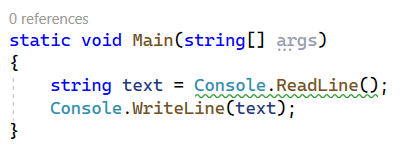 0 references
static void Main(string[] args)
{
    string text = Console.ReadLine();
    Console.WriteLine(text);
}